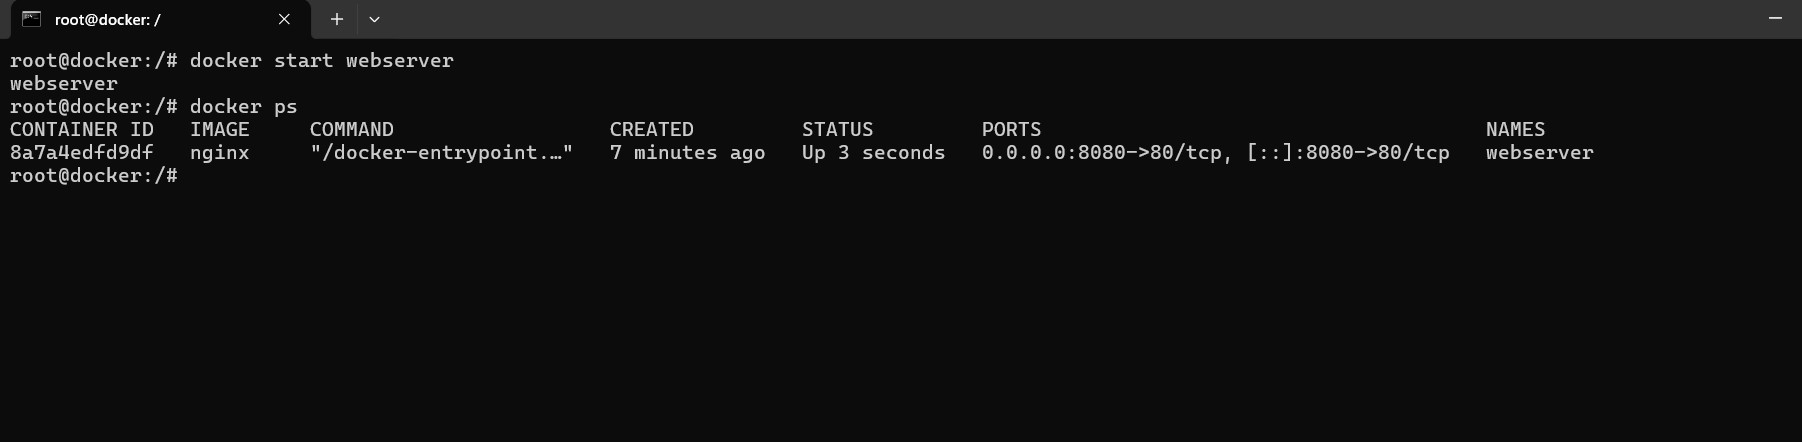 root@docker: /
root@docker:/# docker start webserver
webserver
root@docker:/# docker ps
CONTAINER ID   IMAGE     COMMAND                  CREATED         STATUS         PORTS                                     NAMES
8a7a4edfd9df   nginx     "/docker-entrypoint.…"   7 minutes ago   Up 3 seconds   0.0.0.0:8080->80/tcp, [::]:8080->80/tcp   webserver
root@docker:/#